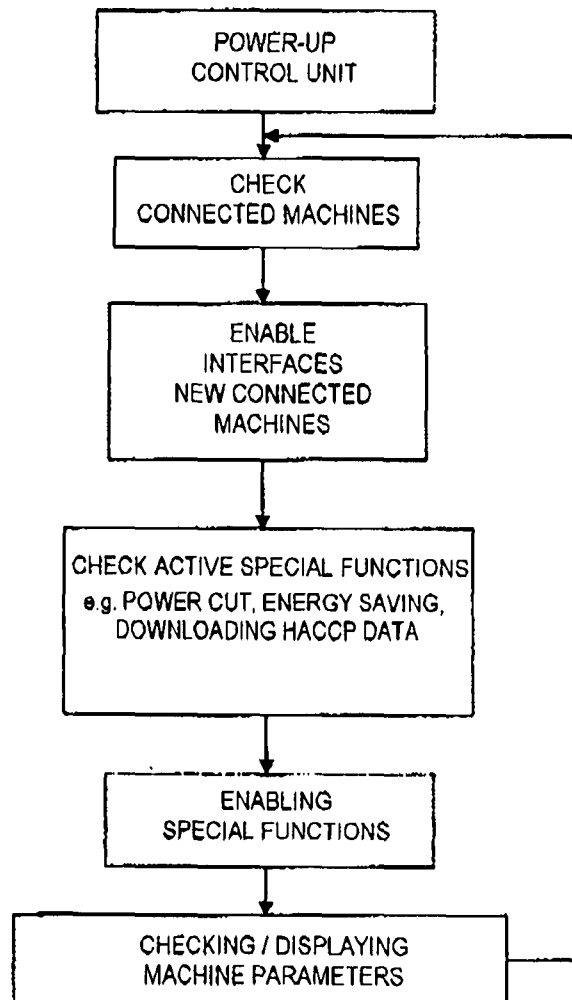 POWER-UP
CONTROL UNIT
CHECK
CONNECTED MACHINES
ENABLE
INTERFACES
NEW CONNECTED
MACHINES
CHECK ACTIVE SPECIAL FUNCTIONS
e.g. POWER CUT, ENERGY SAVING,
DOWNLOADING HACCP DATA
ENABLING
SPECIAL FUNCTIONS
CHECKING / DISPLAYING
MACHINE PARAMETERS